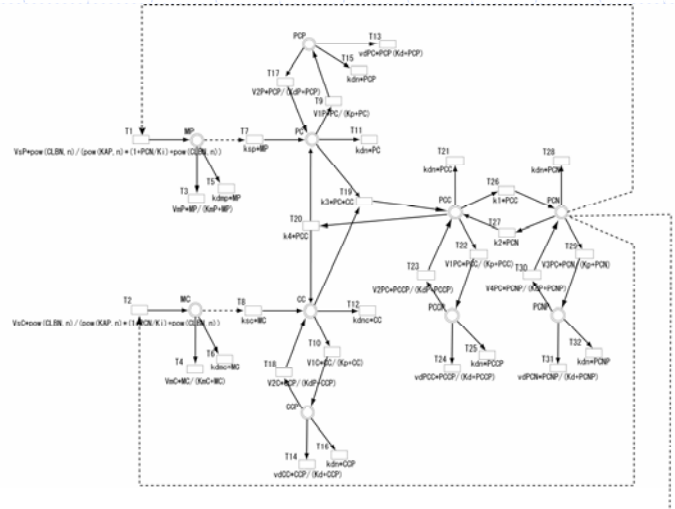 PCP
T13
vdPC*PCP(Kd+PCP)
T15
kdn*PCP
T17
V2P*PCP/(KdP+PCP)
T9
V1P*PC/(Kp+PC)
T1
MP
T7
PC
T11
VsP*pow(CLBN,n)/(pow(KAP,n)*(1+PCN/Ki)+pow(CLBN,n))
ksp*MP
kdn*PC
T21
T28
kdn*PCC
kdn*PCN
T5
T3
kdmp*MP
VmP*MP/(KmP+MP)
T19
k3*PC*CC
T26
k1*PCC
PCC
PCN
T20
k4*PCC
T27
k2*PCN
T22
V1PC*PCC/(Kp+PCC)
T29
V3PC*PCN/(Kp+PCN)
T23
V2PC*PCCP/(KdP+PCCP)
T30
V4PC*PCNP/(KdP+PCNP)
T2
MC
T8
CC
T12
VsC*pow(CLBN,n)/(pow(KAP,n)*(1+PCN/Ki)+pow(CLBN,n))
ksc*MC
kdnc*CC
PCCP
PCNP
T6
T4
kdmc*MC
VmC*MC/(KmC+MC)
T10
V1C*CC/(Kp+CC)
T18
V2C*CCP/(KdP+CCP)
T25
kdn*PCCP
T24
vdPCC*PCCP/(Kd+PCCP)
T32
kdn*PCNP
T31
vdPCN*PCNP/(Kd+PCNP)
CCP
T16
kdn*CCP
T14
vdCC*CCP/(Kd+CCP)